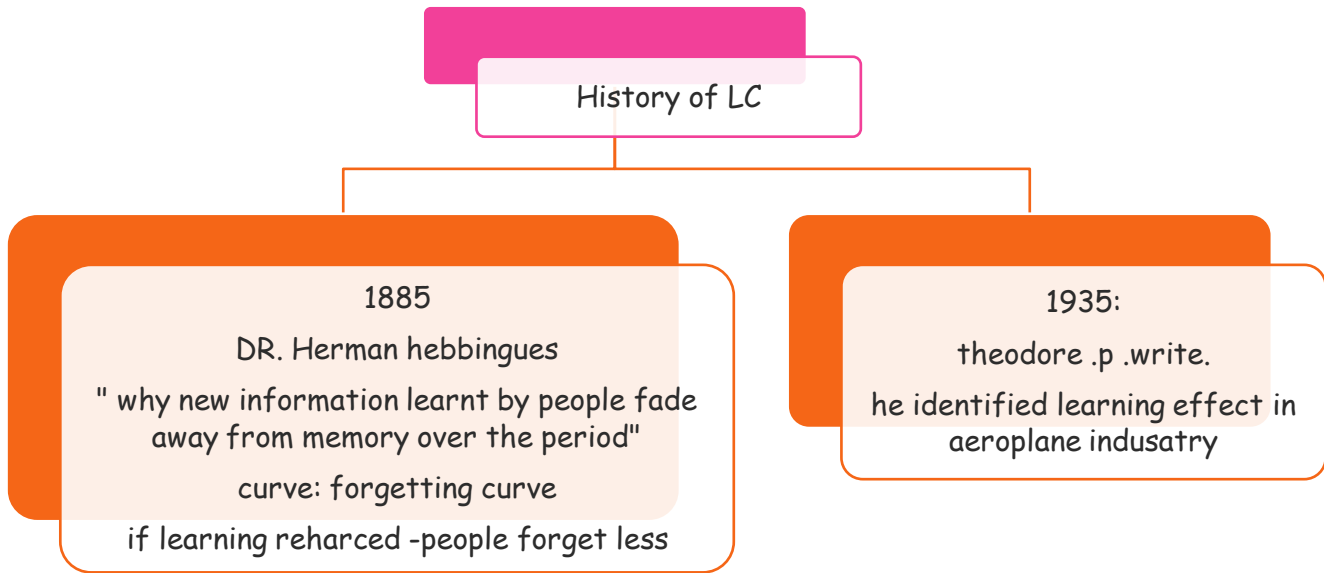 History of LC
1885
DR. Herman hebbingues
" why new information learnt by people fade
away from memory over the period"
curve: forgetting curve
if learning reharced -people forget less
1935:
theodore .p .write.
he identified learning effect in
aeroplane indusatry